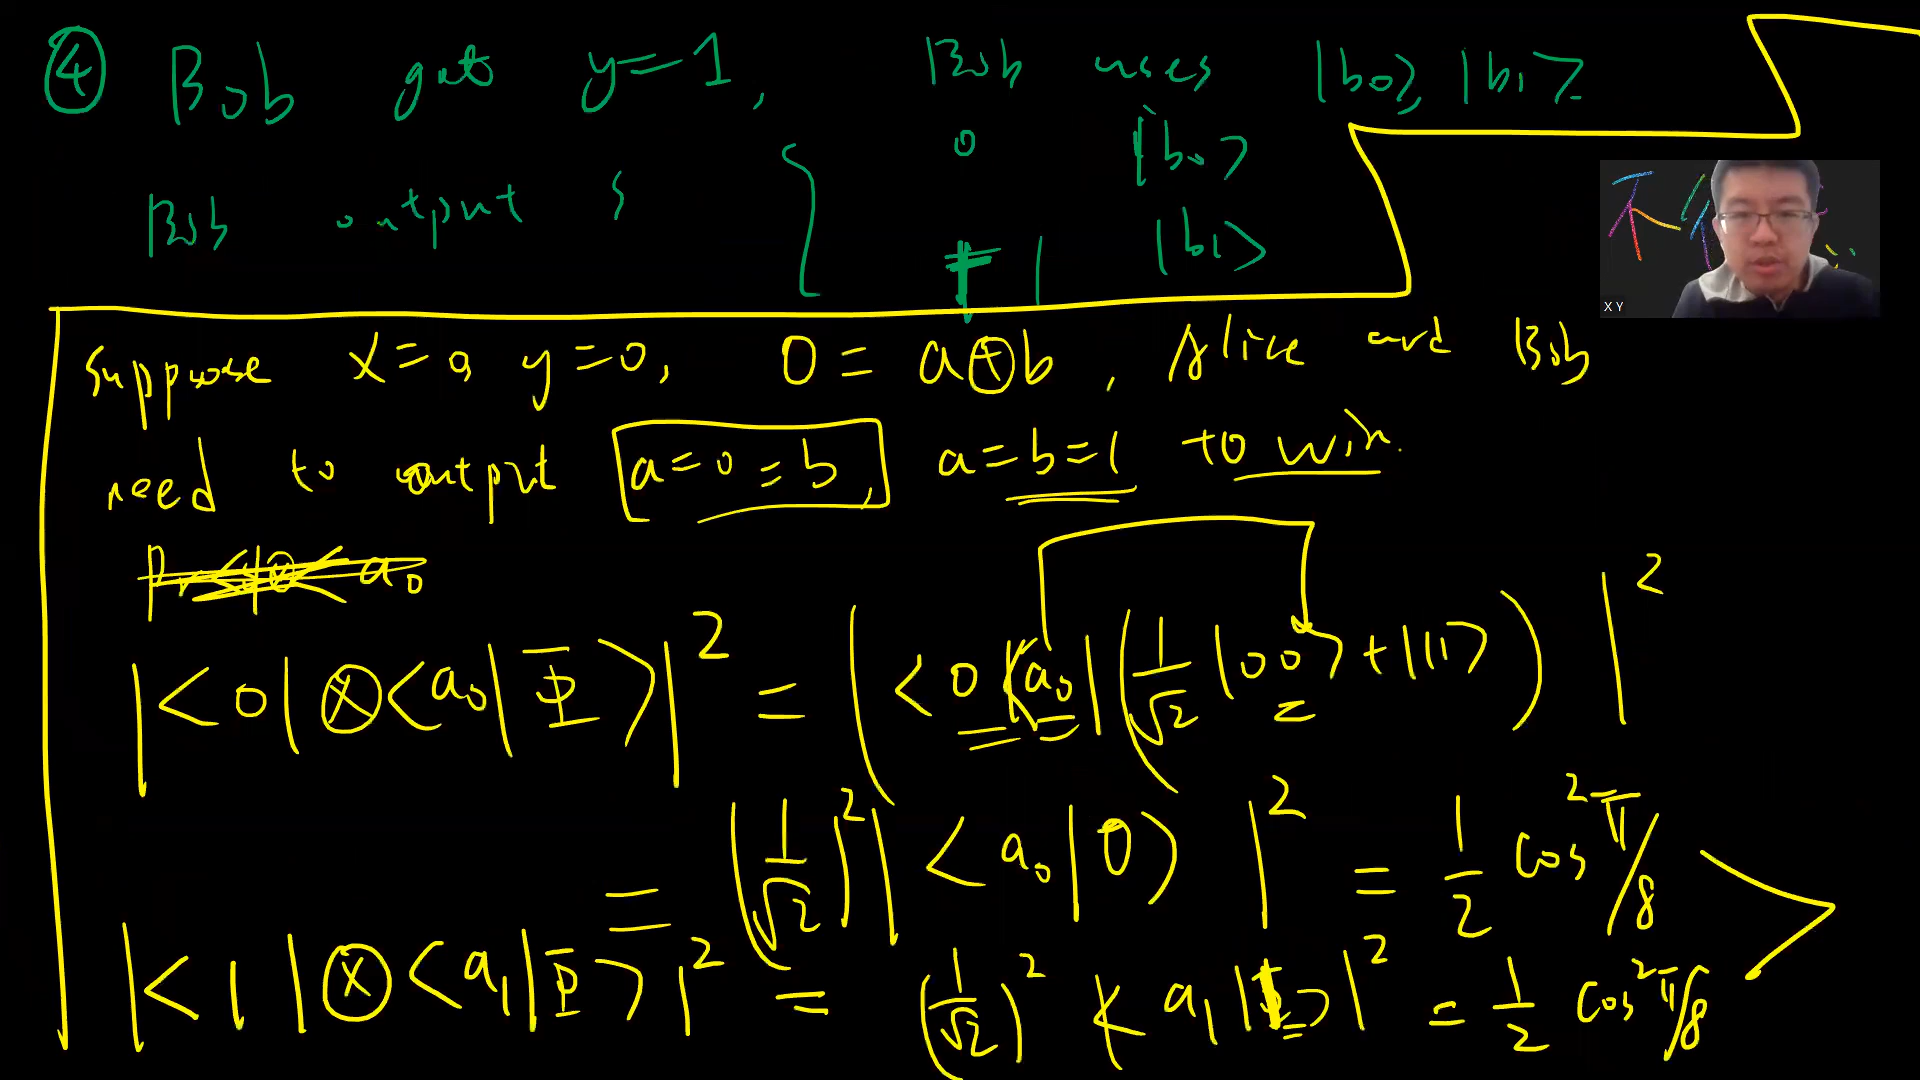 ④ Bob gets y=1, Bob uses |b0>, |b1>.
Bob outputs { 0 |b0>
1 |b1>
不
X Y
Suppose x=0, y=0, 0 = a⊕b, Alice and Bob
need to output a=0=b, a=b=1 to win.
|<0|⊗<a0|Φ>|² = |<0 <a0| (1/√2 |00> + |11>)|²
= |1/√2|² |<a0|0>|² = 1/2 cos² π/8
|<1|⊗<a1|Φ>|² = (1/√2)² |<a1|1>|² = 1/2 cos² π/8